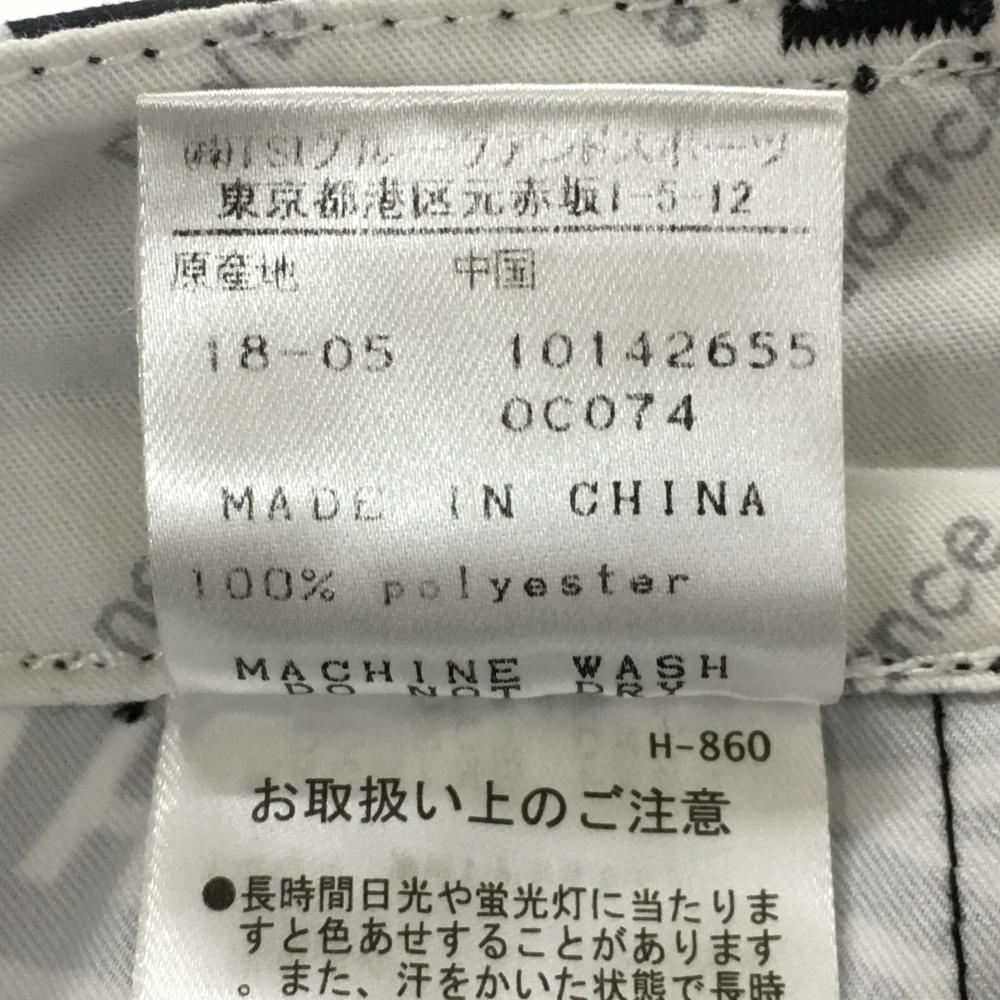 ㈱TSIグルーヴアンドスポーツ
東京都港区元赤坂1-5-12
原産地 中国
18-05 101426555
0C074
MADE IN CHINA
100% polyester
MACHINE WASH
DO NOT DRY
H-860
お取扱い上のご注意
●長時間日光や蛍光灯に当たりま
すと色あせすることがあります
。また、汗をかいた状態で長時